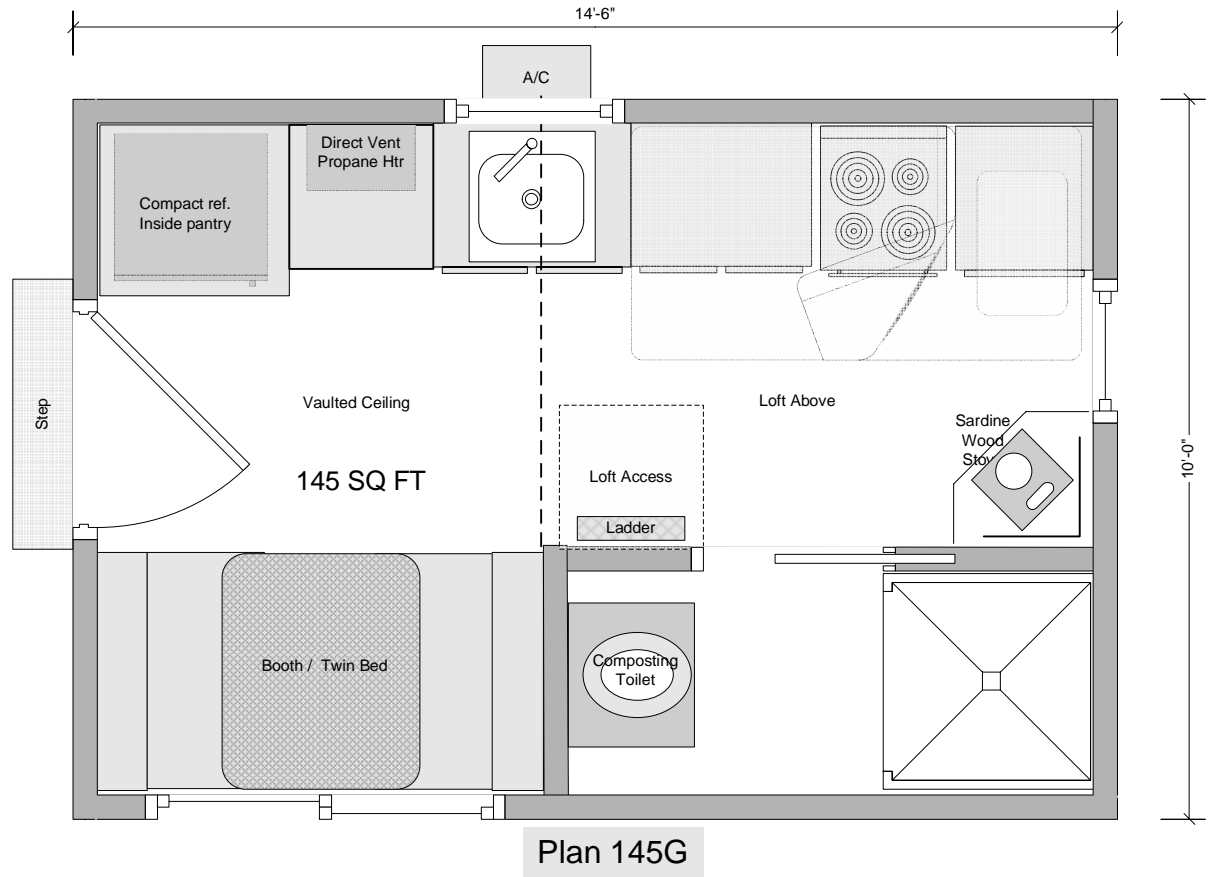 14'-6"
A/C
Direct Vent
Propane Htr
Compact ref.
Inside pantry
Step
Vaulted Ceiling
Loft Above
10'-0"
Sardine
Wood
Stov
145 SQ FT
Loft Access
Ladder
Booth / Twin Bed
Composting
Toilet
Plan 145G